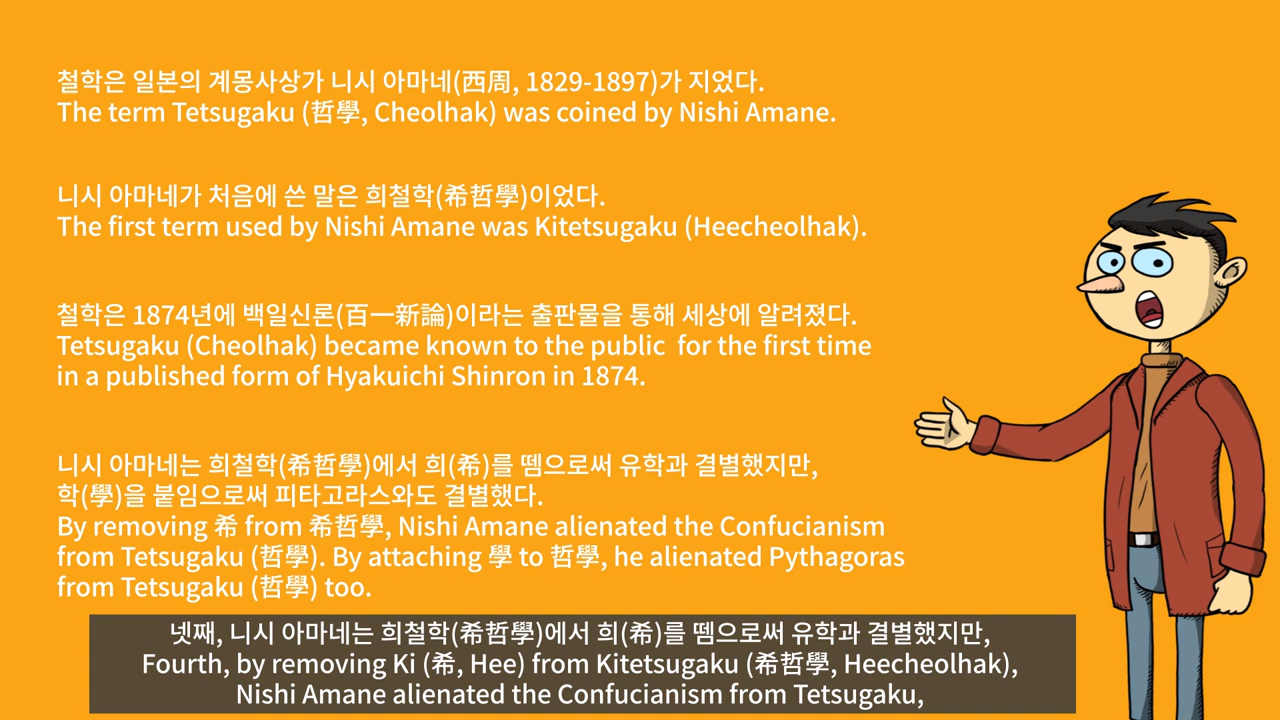 철학은 일본의 계몽사상가 니시 아마네(西周, 1829-1897)가 지었다.
The term Tetsugaku (哲學, Cheolhak) was coined by Nishi Amane.
니시 아마네가 처음에 쓴 말은 희철학(希哲學)이었다.
The first term used by Nishi Amane was Kitetsugaku (Heecheolhak).
철학은 1874년에 백일신론(百一新論)이라는 출판물을 통해 세상에 알려졌다.
Tetsugaku (Cheolhak) became known to the public  for the first time
in a published form of Hyakuichi Shinron in 1874.
니시 아마네는 희철학(希哲學)에서 희(希)를 뗌으로써 유학과 결별했지만,
학(學)을 붙임으로써 피타고라스와도 결별했다.
By removing 希 from 希哲學, Nishi Amane alienated the Confucianism
from Tetsugaku (哲學). By attaching 學 to 哲學, he alienated Pythagoras
from Tetsugaku (哲學) too.
넷째, 니시 아마네는 희철학(希哲學)에서 희(希)를 뗌으로써 유학과 결별했지만,
Fourth, by removing Ki (希, Hee) from Kitetsugaku (希哲學, Heecheolhak),
Nishi Amane alienated the Confucianism from Tetsugaku,